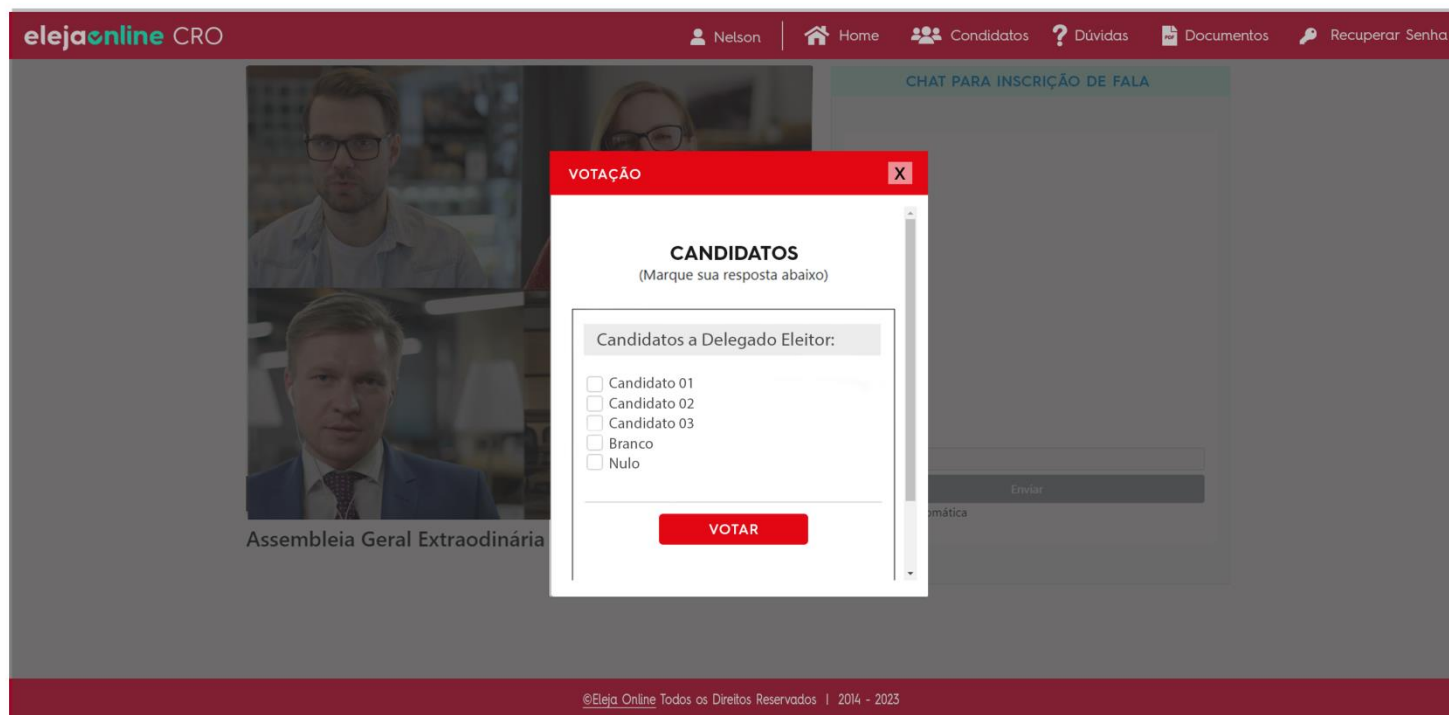 elejaonline CRO
Nelson
Home
Condidatos
Dúvidas
PDF
Documentos
Recuperar Senha
CHAT PARA INSCRIÇÃO DE FALA
VOTAÇÃO
X
CANDIDATOS
(Marque sua resposta abaixo)
Candidatos a Delegado Eleitor:
Candidato 01
Candidato 02
Candidato 03
Branco
Nulo
VOTAR
Enviar
omática
Assembleia Geral Extraodinária
©Eleja Online Todos os Direitos Reservados | 2014 - 2023